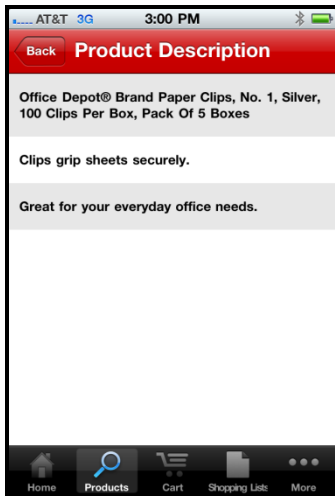 AT&T 3G 3:00 PM
Back Product Description
Office Depot® Brand Paper Clips, No. 1, Silver,
100 Clips Per Box, Pack Of 5 Boxes
Clips grip sheets securely.
Great for your everyday office needs.
Home Products Cart Shopping Lists More